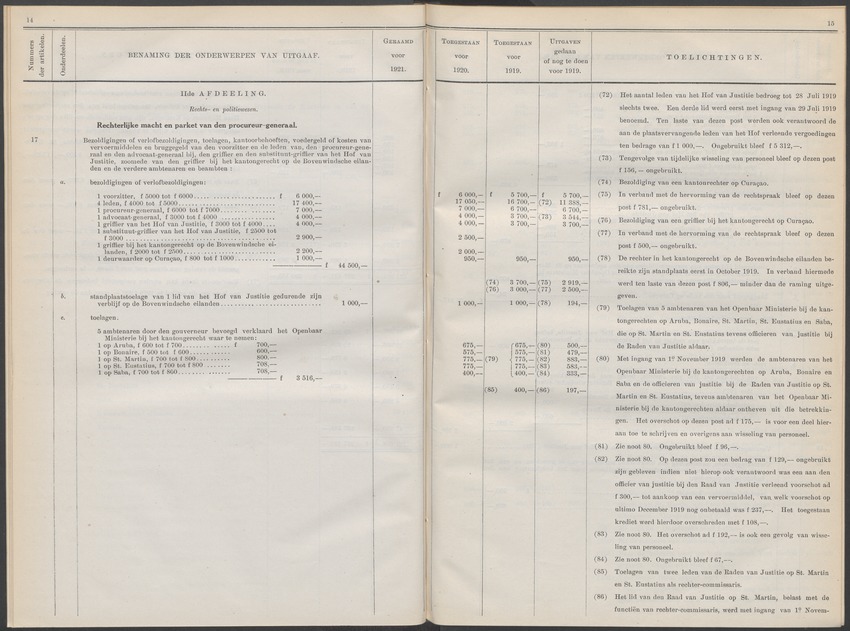 14
Nummers der artikelen.
Onderdeelen.
BENAMING DER ONDERWERPEN VAN UITGAAF.
GERAAMD
voor
1921.
IIde AFDEELING.
Rechts- en politiewezen.
Rechterlijke macht en parket van den procureur-generaal.
17
Bezoldigingen of verlofbezoldigingen, toelagen, kantoorbehoeften, voedergeld of kosten van
vervoermiddelen en bruggegeld van den voorzitter en de leden van, den procureur-gene-
raal en den advocaat-generaal bij, den griffier en den substituut-griffier van het Hof van
Justitie, zoomede van den griffier bij het kantongerecht op de Bovenwindsche eilan-
den en de verdere ambtenaren en beambten :
a. bezoldigingen of verlofbezoldigingen:
1 voorzitter, f 5000 tot f 6000 f 6 000,—
4 leden, f 4000 tot f 5000 17 400,—
1 procureur-generaal, f 6000 tot f 7000 7 000,—
1 advocaat-generaal, f 3000 tot f 4000 4 000,—
1 griffier van het Hof van Justitie, f 3000 tot f 4000 4 000,—
1 substituut-griffier van het Hof van Justitie, f 2500 tot
f 3000 2 900,—
1 griffier bij het kantongerecht op de Bovenwindsche ei-
landen, f 2000 tot f 2500 2 200,—
1 deurwaarder op Curaçao, f 800 tot f 1000 1 000,—
f 44 500,—
b. standplaatstoelage van 1 lid van het Hof van Justitie gedurende zijn
verblijf op de Bovenwindsche eilanden 1 000,—
c. toelagen.
5 ambtenaren door den gouverneur bevoegd verklaard het Openbaar
Ministerie bij het kantongerecht waar te nemen:
1 op Aruba, f 600 tot f 700 f 700,—
1 op Bonaire, f 500 tot f 600 600,—
1 op St. Martin, f 700 tot f 800 800,—
1 op St. Eustatius, f 700 tot f 800 708,—
1 op Saba, f 700 tot f 800 708,—
f 3 516,—
15
TOEGESTAAN
voor
1920.
TOEGESTAAN
voor
1919.
UITGAVEN
gedaan
of nog te doen
voor 1919.
TOELICHTINGEN.
f 6 000,— f 5 700,— f 5 700,—
17 050,— 16 700,— (72) 11 388,—
7 000,— 6 700,— 6 700,—
4 000,— 3 700,— (73) 3 544,—
4 000,— 3 700,— 3 700,—
2 500,—
2 000,—
950,— 950,— 950,—
(74) 3 700,— (75) 2 919,—
(76) 3 000,— (77) 2 500,—
1 000,— 1 000,— (78) 194,—
675,— 675,— (80) 500,—
575,— 575,— (81) 479,—
775,— (79) 775,— (82) 883,—
775,— 775,— (83) 583,—
400,— 400,— (84) 333,—
(85) 400,— (86) 197,—
(72) Het aantal leden van het Hof van Justitie bedroeg tot 28 Juli 1919
slechts twee. Een derde lid werd eerst met ingang van 29 Juli 1919
benoemd. Ten laste van dezen post werden ook verantwoord de
aan de plaatsvervangende leden van het Hof verleende vergoedingen
ten bedrage van f 1 000,—. Ongebruikt bleef f 5 312,—.
(73) Tengevolge van tijdelijke wisseling van personeel bleef op dezen post
f 156,— ongebruikt.
(74) Bezoldiging van een kantonrechter op Curaçao.
(75) In verband met de hervorming van de rechtspraak bleef op dezen
post f 781,— ongebruikt.
(76) Bezoldiging van een griffier bij het kantongerecht op Curaçao.
(77) In verband met de hervorming van de rechtspraak bleef op dezen
post f 500,— ongebruikt.
(78) De rechter in het kantongerecht op de Bovenwindsche eilanden be-
reikte zijn standplaats eerst in October 1919. In verband hiermede
werd ten laste van dezen post f 806,— minder dan de raming uitge-
geven.
(79) Toelagen van 5 ambtenaren van het Openbaar Ministerie bij de kan-
tongerechten op Aruba, Bonaire, St. Martin, St. Eustatius en Saba,
die op St. Martin en St. Eustatius tevens officieren van justitie bij
de Raden van Justitie aldaar.
(80) Met ingang van 1º November 1919 werden de ambtenaren van het
Openbaar Ministerie bij de kantongerechten op Aruba, Bonaire en
Saba en de officieren van justitie bij de Raden van Justitie op St.
Martin en St. Eustatius, tevens ambtenaren van het Openbaar Mi-
nisterie bij de kantongerechten aldaar ontheven uit die betrekkin-
gen. Het overschot op dezen post ad f 175,— is voor een deel hier-
aan toe te schrijven en overigens aan wisseling van personeel.
(81) Zie noot 80. Ongebruikt bleef f 96,—.
(82) Zie noot 80. Op dezen post zou een bedrag van f 129,— ongebruikt
zijn gebleven indien niet hierop ook verantwoord was een aan den
officier van justitie bij den Raad van Justitie verleend voorschot ad
f 300,— tot aankoop van een vervoermiddel, van welk voorschot op
ultimo December 1919 nog onbetaald was f 237,—. Het toegestaan
krediet werd hierdoor overschreden met f 108,—.
(83) Zie noot 80. Het overschot ad f 192,— is ook een gevolg van wisse-
ling van personeel.
(84) Zie noot 80. Ongebruikt bleef f 67,—.
(85) Toelagen van twee leden van de Raden van Justitie op St. Martin
en St. Eustatius als rechter-commissaris.
(86) Het lid van den Raad van Justitie op St. Martin, belast met de
functiën van rechter-commissaris, werd met ingang van 1º Novem-